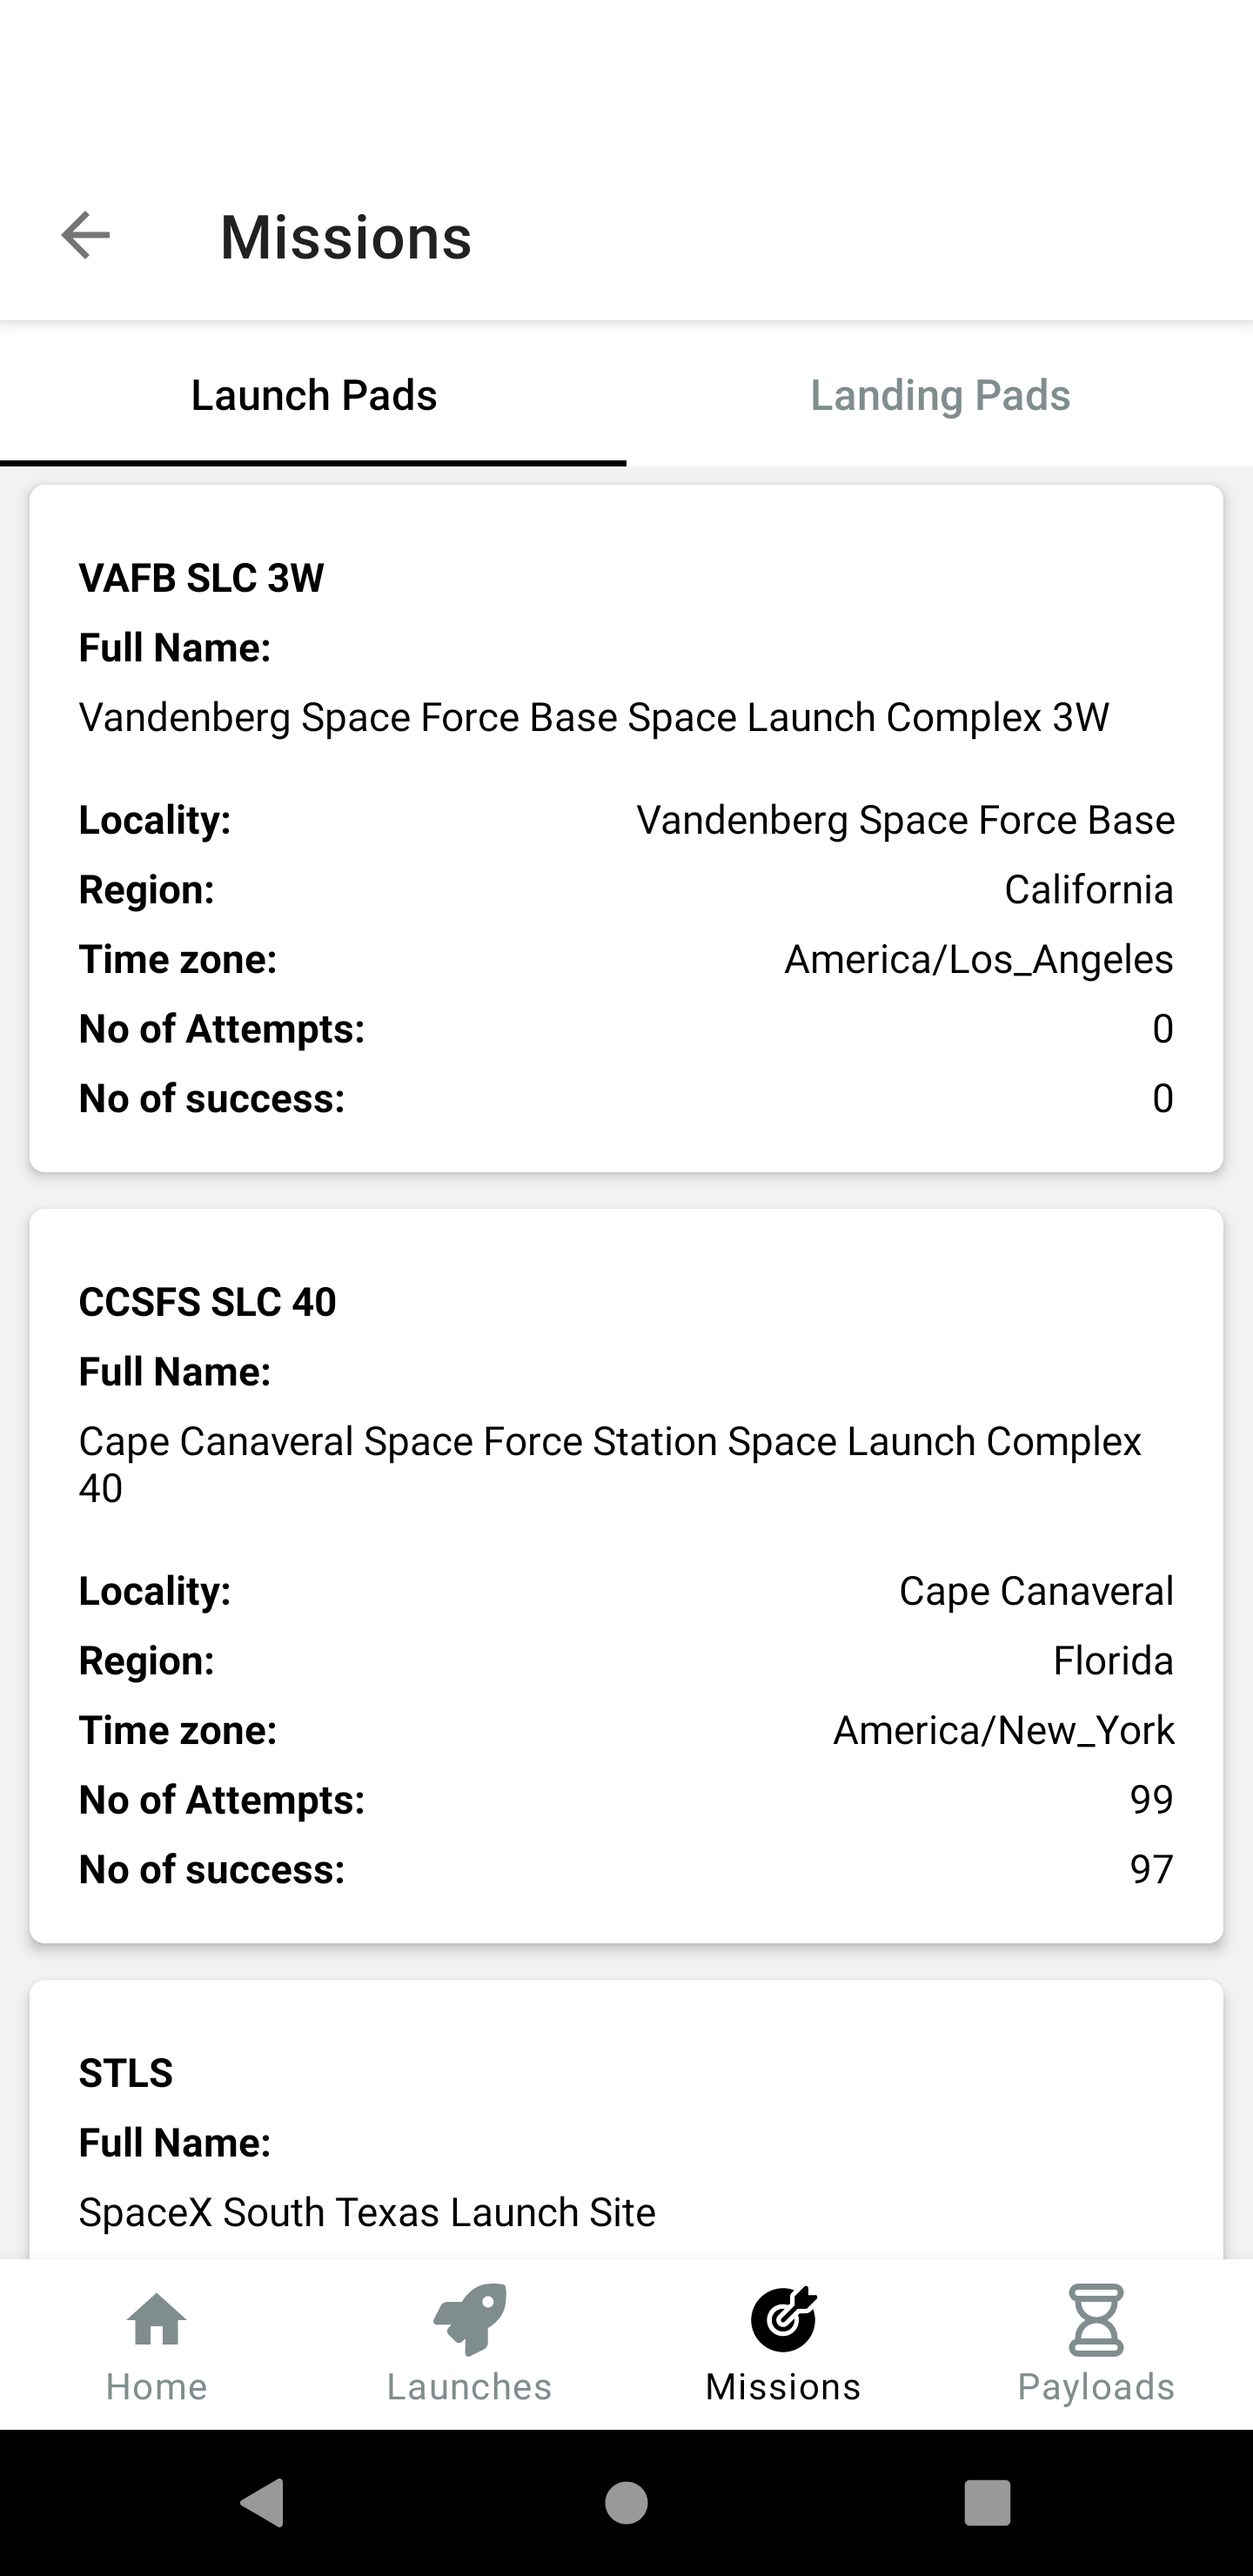 Missions
Launch Pads
Landing Pads
VAFB SLC 3W
Full Name:
Vandenberg Space Force Base Space Launch Complex 3W
Locality: Vandenberg Space Force Base
Region: California
Time zone: America/Los_Angeles
No of Attempts: 0
No of success: 0
CCSFS SLC 40
Full Name:
Cape Canaveral Space Force Station Space Launch Complex
40
Locality: Cape Canaveral
Region: Florida
Time zone: America/New_York
No of Attempts: 99
No of success: 97
STLS
Full Name:
SpaceX South Texas Launch Site
Home
Launches
Missions
Payloads